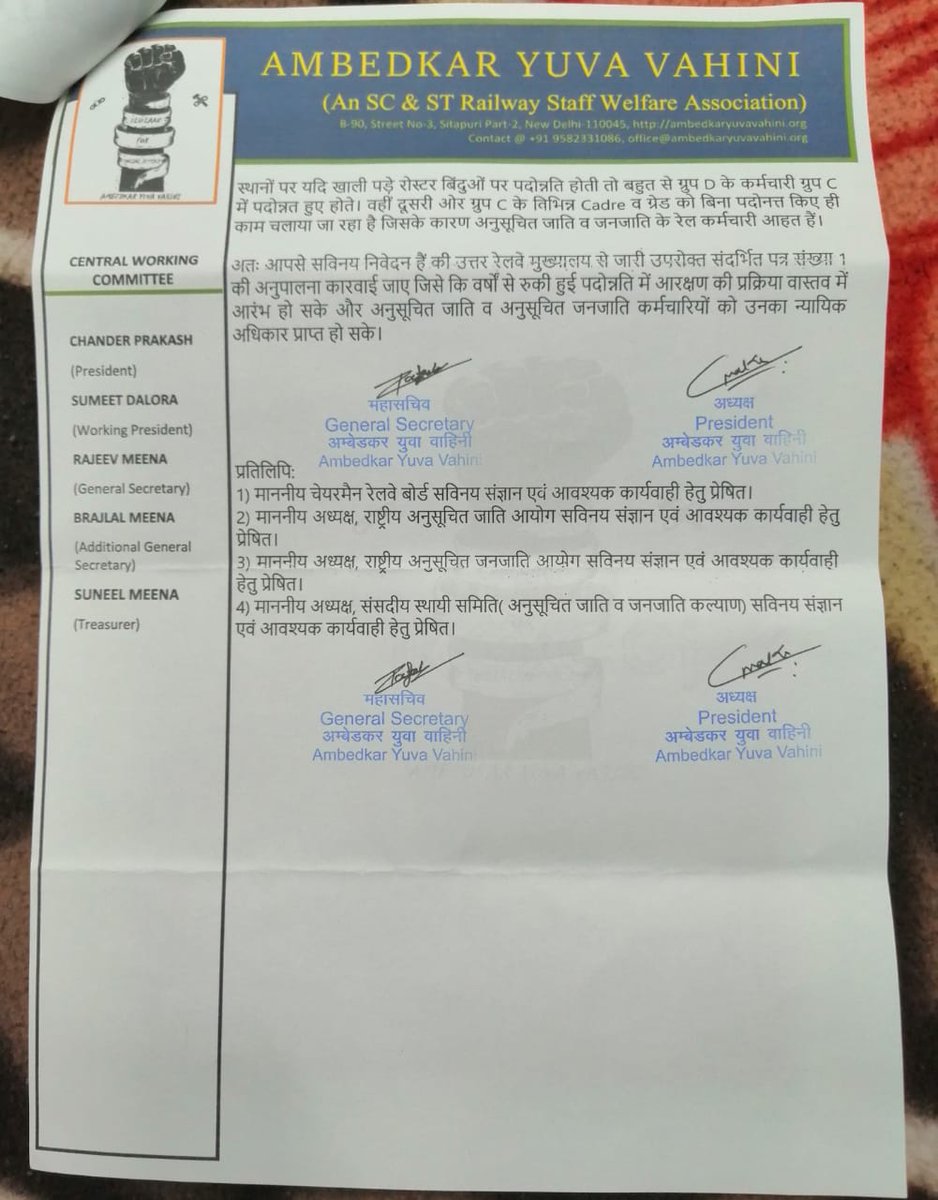 AMBEDKAR YUVA VAHINI
(An SC & ST Railway Staff Welfare Association)
B-90, Street No-3, Sitapuri Part-2, New Delhi-110045, http://ambedkaryuvavahini.org
Contact @ +91 9582331086, office@ambedkaryuvavahini.org
for
AMBEDKAR YUVA VAHINI
CENTRAL WORKING
COMMITTEE
CHANDER PRAKASH
(President)
SUMEET DALORA
(Working President)
RAJEEV MEENA
(General Secretary)
BRAJLAL MEENA
(Additional General
Secretary)
SUNEEL MEENA
(Treasurer)
स्थानों पर यदि खाली पड़े रोस्टर बिंदुओं पर पदोन्नति होती तो बहुत से ग्रुप D के कर्मचारी ग्रुप C
में पदोन्नत हुए होते। वहीं दूसरी ओर ग्रुप C के विभिन्न Cadre व ग्रेड को बिना पदोनत्त किए ही
काम चलाया जा रहा है जिसके कारण अनुसूचित जाति व जनजाति के रेल कर्मचारी आहत हैं।
अतः आपसे सविनय निवेदन हैं की उत्तर रेलवे मुख्यालय से जारी उपरोक्त संदर्भित पत्र संख्या 1
की अनुपालना कारवाई जाए जिसे कि वर्षों से रुकी हुई पदोन्नति में आरक्षण की प्रक्रिया वास्तव में
आरंभ हो सके और अनुसूचित जाति व अनुसूचित जनजाति कर्मचारियों को उनका न्यायिक
अधिकार प्राप्त हो सके।
महासचिव
General Secretary
अम्बेडकर युवा वाहिनी
Ambedkar Yuva Vahini
अध्यक्ष
President
अम्बेडकर युवा वाहिनी
Ambedkar Yuva Vahini
प्रतिलिपि:
1) माननीय चेयरमैन रेलवे बोर्ड सविनय संज्ञान एवं आवश्यक कार्यवाही हेतु प्रेषित।
2) माननीय अध्यक्ष, राष्ट्रीय अनुसूचित जाति आयोग सविनय संज्ञान एवं आवश्यक कार्यवाही हेतु
प्रेषित।
3) माननीय अध्यक्ष, राष्ट्रीय अनुसूचित जनजाति आयोग सविनय संज्ञान एवं आवश्यक कार्यवाही
हेतु प्रेषित।
4) माननीय अध्यक्ष, संसदीय स्थायी समिति( अनुसूचित जाति व जनजाति कल्याण) सविनय संज्ञान
एवं आवश्यक कार्यवाही हेतु प्रेषित।
महासचिव
General Secretary
अम्बेडकर युवा वाहिनी
Ambedkar Yuva Vahin
अध्यक्ष
President
अम्बेडकर युवा वाहिनी
Ambedkar Yuva Vahini